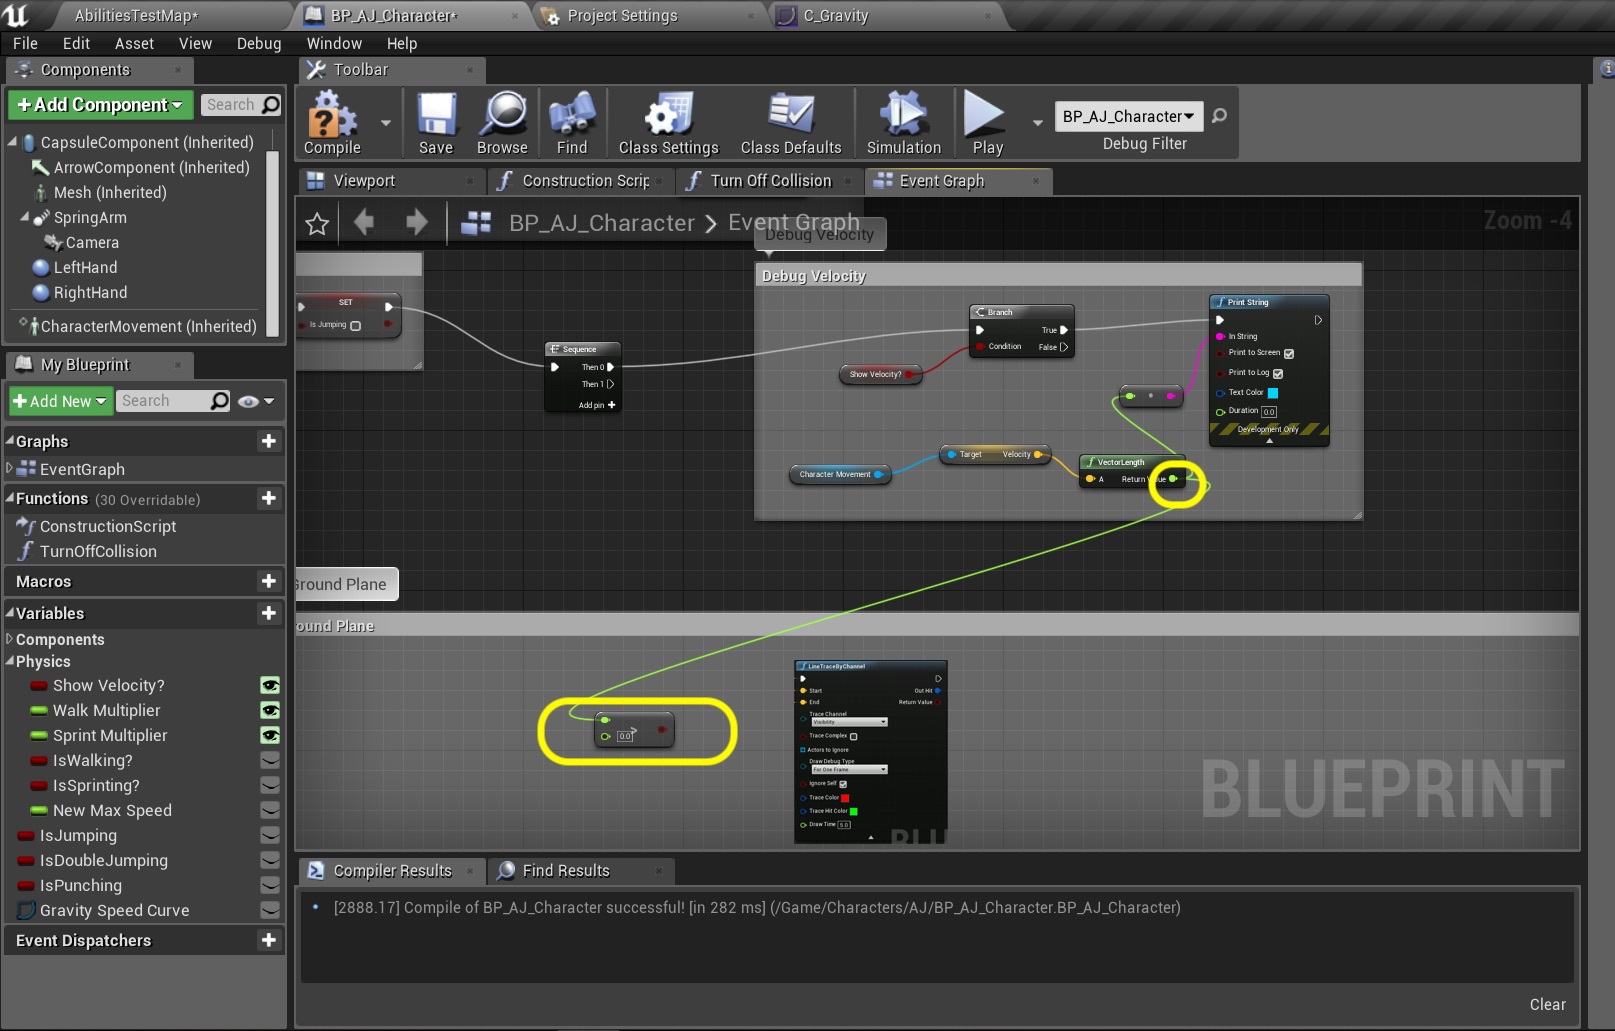 AbilitiesTestMap*
BP_AJ_Character*
Project Settings
C_Gravity
File Edit Asset View Debug Window Help
Components
Toolbar
+Add Component
Search
CapsuleComponent (Inherited)
ArrowComponent (Inherited)
Mesh (Inherited)
SpringArm
Camera
LeftHand
RightHand
CharacterMovement (Inherited)
Compile
Save
Browse
Find
Class Settings
Class Defaults
Simulation
Play
BP_AJ_Character
Debug Filter
Viewport
Construction Scrip
Turn Off Collision
Event Graph
BP_AJ_Character > Event Graph
Zoom -4
Debug Velocity
Debug Velocity
SET
Is Jumping
Sequence
Then 0
Then 1
Add pin +
Branch
True
Condition
False
Show Velocity?
Print String
In String
Print to Screen
Print to Log
Text Color
Duration 0.0
Development Only
Character Movement
Target
Velocity
VectorLength
A
Return Value
Ground Plane
ound Plane
0.0
>
LineTraceByChannel
Start
Out Hit
End
Return Value
Trace Channel
Visibility
Trace Complex
Actors to Ignore
Draw Debug Type
For One Frame
Ignore Self
Trace Color
Trace Hit Color
Draw Time 5.0
BLU
BLUEPRINT
My Blueprint
+Add New
Search
Graphs
EventGraph
Functions (30 Overridable)
ConstructionScript
TurnOffCollision
Macros
Variables
Components
Physics
Show Velocity?
Walk Multiplier
Sprint Multiplier
IsWalking?
IsSprinting?
New Max Speed
IsJumping
IsDoubleJumping
IsPunching
Gravity Speed Curve
Event Dispatchers
Compiler Results
Find Results
[2888.17] Compile of BP_AJ_Character successful! [in 282 ms] (/Game/Characters/AJ/BP_AJ_Character.BP_AJ_Character)
Clear